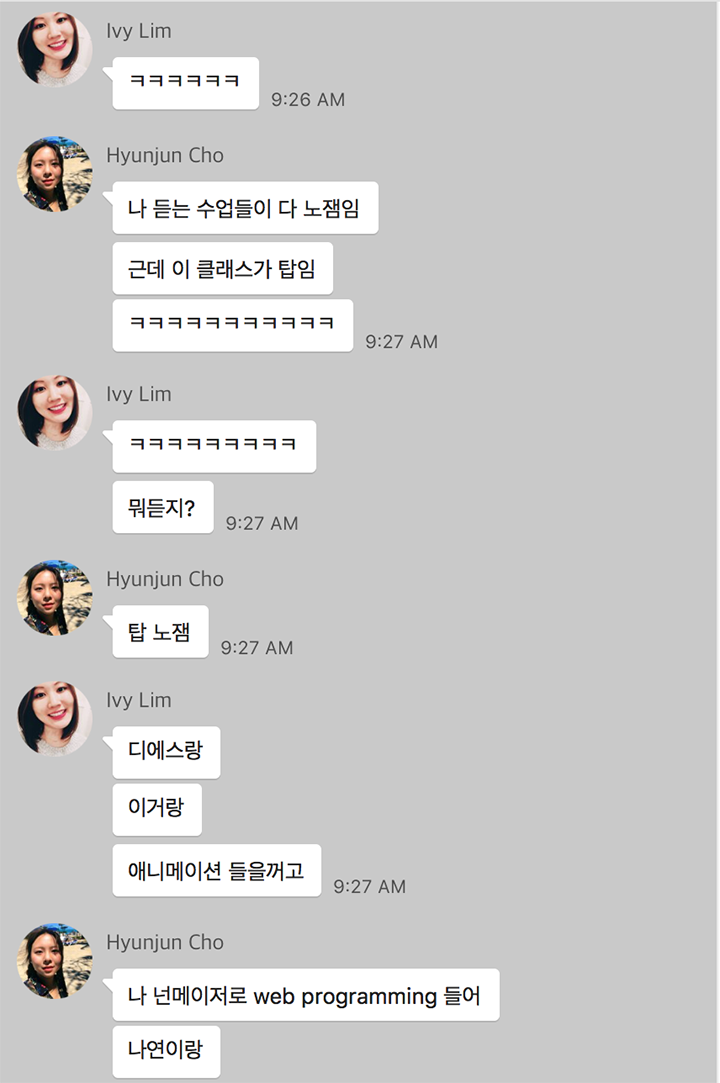 Ivy Lim
ㅋㅋㅋㅋㅋㅋ
9:26 AM
Hyunjun Cho
나 듣는 수업들이 다 노잼임
근데 이 클래스가 탑임
ㅋㅋㅋㅋㅋㅋㅋㅋㅋㅋㅋ
9:27 AM
Ivy Lim
ㅋㅋㅋㅋㅋㅋㅋㅋㅋ
뭐듣지?
9:27 AM
Hyunjun Cho
탑 노잼
9:27 AM
Ivy Lim
디에스랑
이거랑
애니메이션 들을꺼고
9:27 AM
Hyunjun Cho
나 넌메이저로 web programming 들어
나연이랑